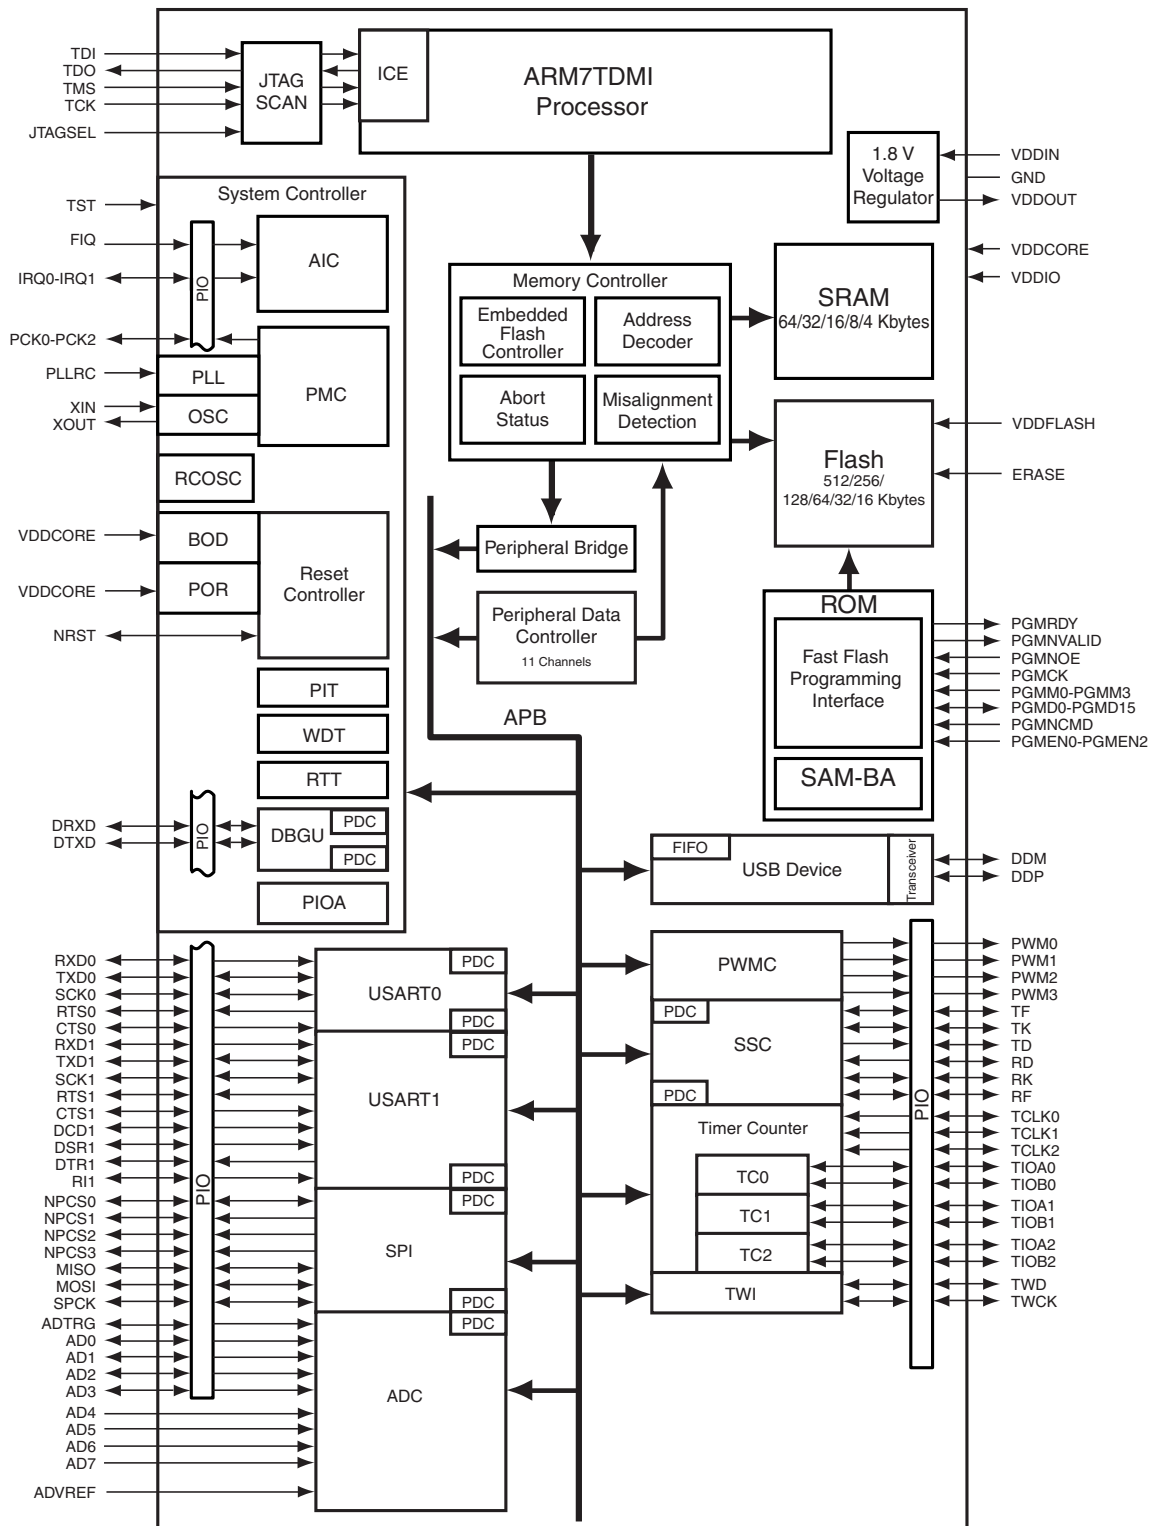 TDI
TDO
TMS
TCK
JTAGSEL
JTAG
SCAN
ICE
ARM7TDMI
Processor
1.8 V
Voltage
Regulator
VDDIN
GND
VDDOUT
VDDCORE
VDDIO
System Controller
TST
FIQ
IRQ0-IRQ1
PIO
AIC
PCK0-PCK2
PLLRC
XIN
XOUT
PLL
OSC
PMC
RCOSC
VDDCORE
BOD
VDDCORE
POR
Reset
Controller
NRST
PIT
WDT
RTT
DRXD
DTXD
PIO
DBGU
PDC
PDC
PIOA
Memory Controller
Embedded
Flash
Controller
Address
Decoder
Abort
Status
Misalignment
Detection
SRAM
64/32/16/8/4 Kbytes
Flash
512/256/
128/64/32/16 Kbytes
VDDFLASH
ERASE
Peripheral Bridge
Peripheral Data
Controller
11 Channels
APB
ROM
Fast Flash
Programming
Interface
SAM-BA
PGMRDY
PGMNVALID
PGMNOE
PGMCK
PGMM0-PGMM3
PGMD0-PGMD15
PGMNCMD
PGMEN0-PGMEN2
FIFO
USB Device
Transceiver
DDM
DDP
RXD0
TXD0
SCK0
RTS0
CTS0
RXD1
TXD1
SCK1
RTS1
CTS1
DCD1
DSR1
DTR1
RI1
NPCS0
NPCS1
NPCS2
NPCS3
MISO
MOSI
SPCK
ADTRG
AD0
AD1
AD2
AD3
AD4
AD5
AD6
AD7
ADVREF
PIO
PDC
USART0
PDC
PDC
USART1
PDC
PDC
SPI
PDC
PDC
ADC
PWMC
PDC
SSC
PDC
Timer Counter
TC0
TC1
TC2
TWI
PIO
PWM0
PWM1
PWM2
PWM3
TF
TK
TD
RD
RK
RF
TCLK0
TCLK1
TCLK2
TIOA0
TIOB0
TIOA1
TIOB1
TIOA2
TIOB2
TWD
TWCK